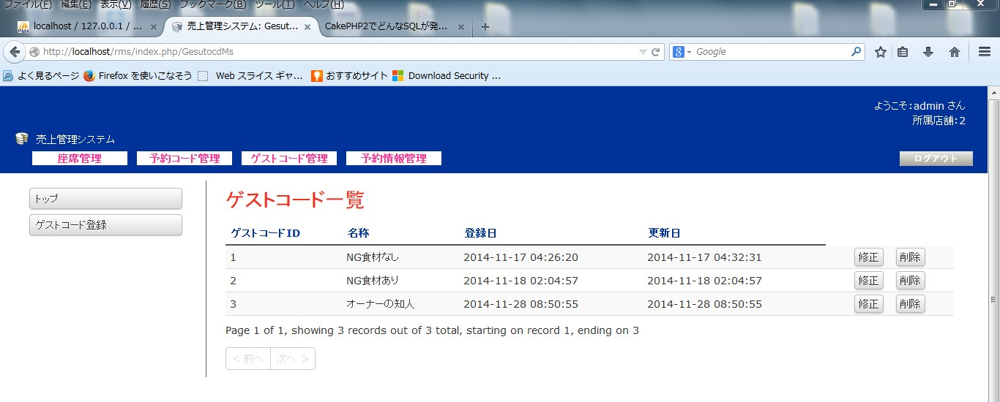 ファイル(F) 編集(E) 表示(V) 履歴(S) ブックマーク(B) ツール(T) ヘルプ(H)
PMA localhost / 127.0.0.1 / ... × 売上管理システム: Gesut... × CakePHP2でどんなSQLが発... × +
http://localhost/rms/index.php/GesutocdMs 8 Google
よく見るページ Firefox を使いこなそう Web スライス ギャ... おすすめサイト Download Security ...
ようこそ:admin さん
所属店舗:2
売上管理システム
座席管理 予約コード管理 ゲストコード管理 予約情報管理 ログアウト
トップ
ゲストコード登録
ゲストコード一覧
ゲストコードID 名称 登録日 更新日
1 NG食材なし 2014-11-17 04:26:20 2014-11-17 04:32:31 修正 削除
2 NG食材あり 2014-11-18 02:04:57 2014-11-18 02:04:57 修正 削除
3 オーナーの知人 2014-11-28 08:50:55 2014-11-28 08:50:55 修正 削除
Page 1 of 1, showing 3 records out of 3 total, starting on record 1, ending on 3
< 前へ 次へ >